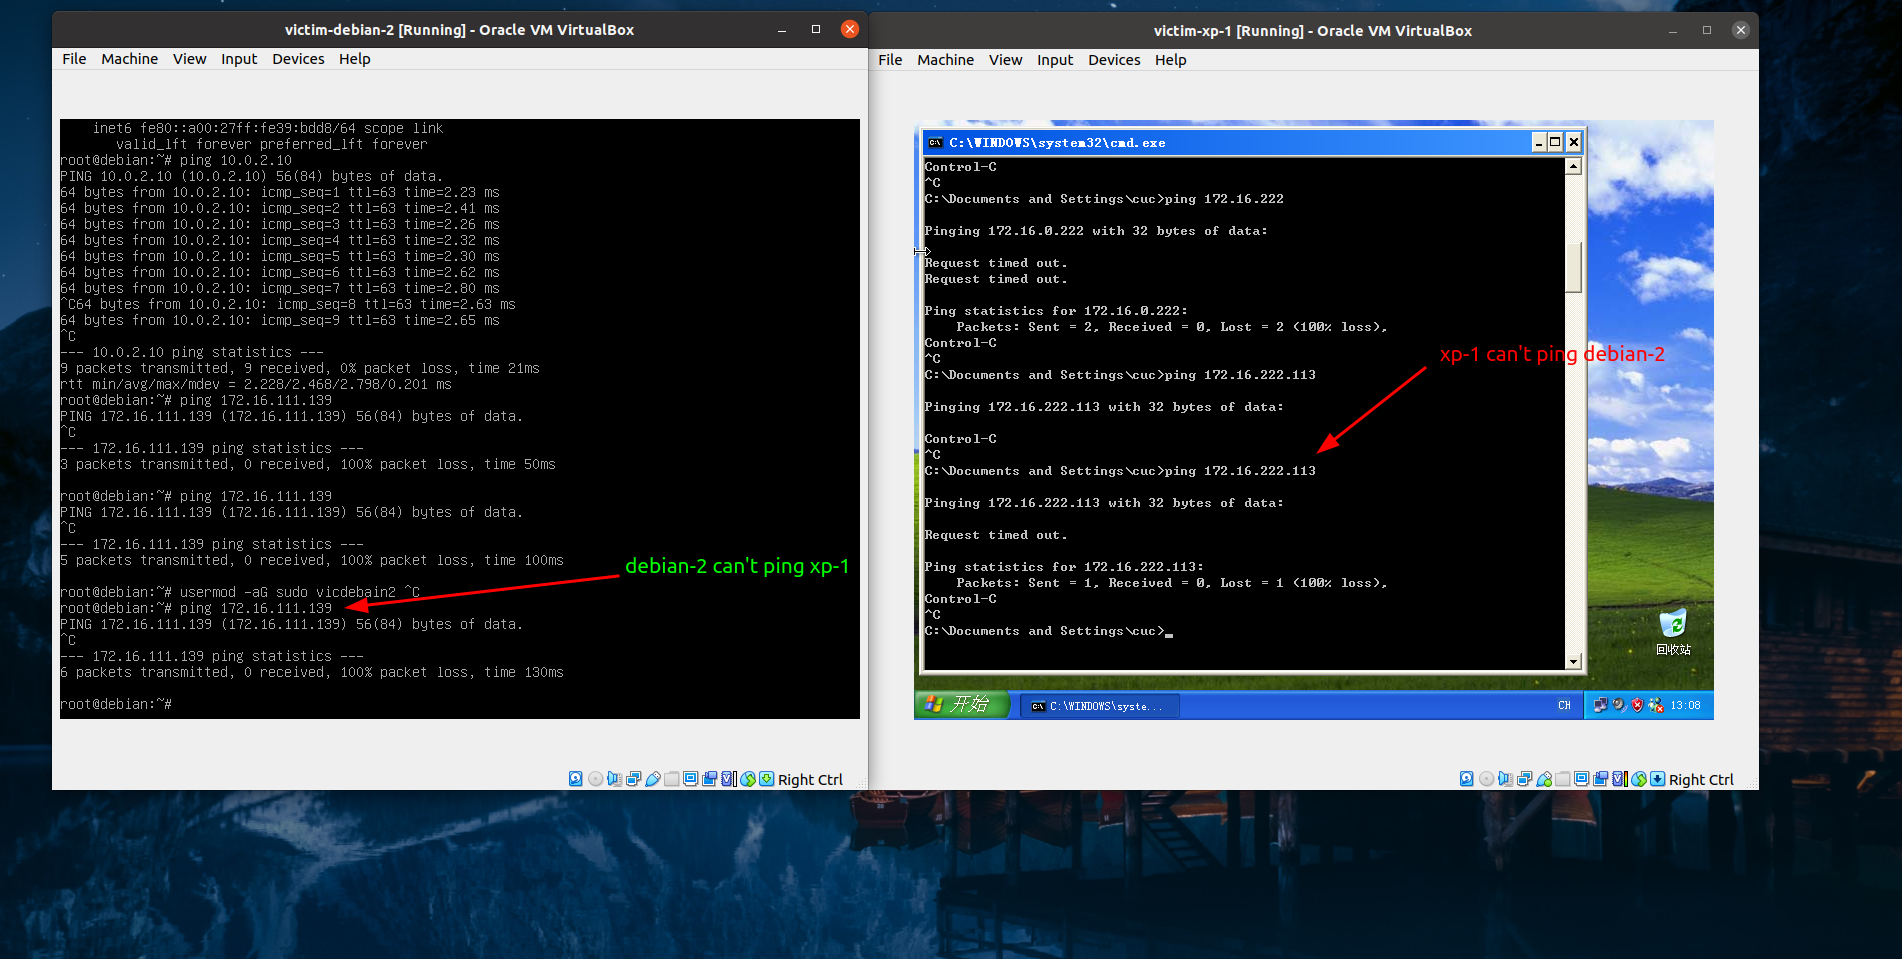 victim-debian-2 [Running] - Oracle VM VirtualBox
File Machine View Input Devices Help
inet6 fe80::a00:27ff:fe39:bdd8/64 scope link
valid_lft forever preferred_lft forever
root@debian:~# ping 10.0.2.10
PING 10.0.2.10 (10.0.2.10) 56(84) bytes of data.
64 bytes from 10.0.2.10: icmp_seq=1 ttl=63 time=2.23 ms
64 bytes from 10.0.2.10: icmp_seq=2 ttl=63 time=2.41 ms
64 bytes from 10.0.2.10: icmp_seq=3 ttl=63 time=2.26 ms
64 bytes from 10.0.2.10: icmp_seq=4 ttl=63 time=2.32 ms
64 bytes from 10.0.2.10: icmp_seq=5 ttl=63 time=2.30 ms
64 bytes from 10.0.2.10: icmp_seq=6 ttl=63 time=2.62 ms
64 bytes from 10.0.2.10: icmp_seq=7 ttl=63 time=2.80 ms
^C64 bytes from 10.0.2.10: icmp_seq=8 ttl=63 time=2.63 ms
64 bytes from 10.0.2.10: icmp_seq=9 ttl=63 time=2.65 ms
^C
--- 10.0.2.10 ping statistics ---
9 packets transmitted, 9 received, 0% packet loss, time 21ms
rtt min/avg/max/mdev = 2.228/2.468/2.798/0.201 ms
root@debian:~# ping 172.16.111.139
PING 172.16.111.139 (172.16.111.139) 56(84) bytes of data.
^C
--- 172.16.111.139 ping statistics ---
3 packets transmitted, 0 received, 100% packet loss, time 50ms
root@debian:~# ping 172.16.111.139
PING 172.16.111.139 (172.16.111.139) 56(84) bytes of data.
^C
--- 172.16.111.139 ping statistics ---
5 packets transmitted, 0 received, 100% packet loss, time 100ms
debian-2 can't ping xp-1
root@debian:~# usermod -aG sudo vicdebain2 ^C
root@debian:~# ping 172.16.111.139
PING 172.16.111.139 (172.16.111.139) 56(84) bytes of data.
^C
--- 172.16.111.139 ping statistics ---
6 packets transmitted, 0 received, 100% packet loss, time 130ms
root@debian:~#
Right Ctrl
victim-xp-1 [Running] - Oracle VM VirtualBox
File Machine View Input Devices Help
C:\WINDOWS\system32\cmd.exe
Control-C
^C
C:\Documents and Settings\cuc>ping 172.16.222
Pinging 172.16.0.222 with 32 bytes of data:
Request timed out.
Request timed out.
Ping statistics for 172.16.0.222:
Packets: Sent = 2, Received = 0, Lost = 2 (100% loss),
Control-C
^C
xp-1 can't ping debian-2
C:\Documents and Settings\cuc>ping 172.16.222.113
Pinging 172.16.222.113 with 32 bytes of data:
Control-C
^C
C:\Documents and Settings\cuc>ping 172.16.222.113
Pinging 172.16.222.113 with 32 bytes of data:
Request timed out.
Ping statistics for 172.16.222.113:
Packets: Sent = 1, Received = 0, Lost = 1 (100% loss),
Control-C
^C
C:\Documents and Settings\cuc>_
回收站
开始
C:\WINDOWS\syste...
CH
13:08
Right Ctrl